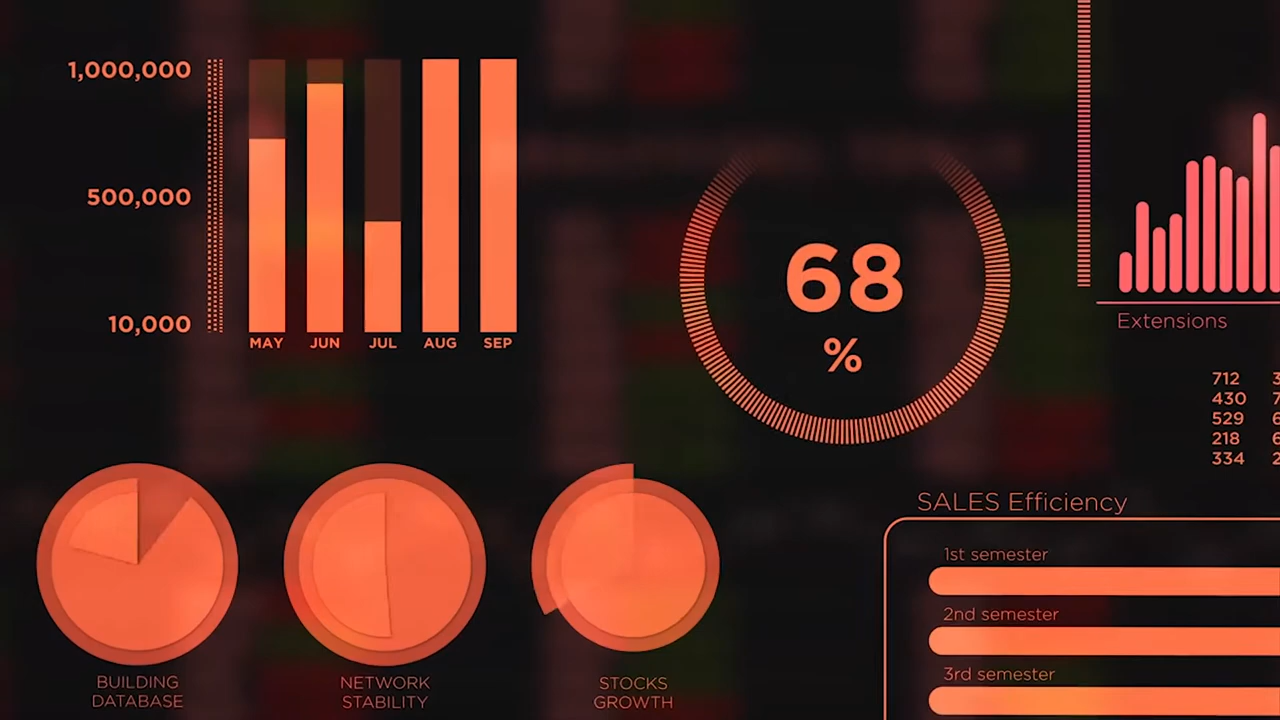 1,000,000
500,000
10,000
MAY JUN JUL AUG SEP
68
%
Extensions
712
430
529
218
334
BUILDING
DATABASE
NETWORK
STABILITY
STOCKS
GROWTH
SALES Efficiency
1st semester
2nd semester
3rd semester